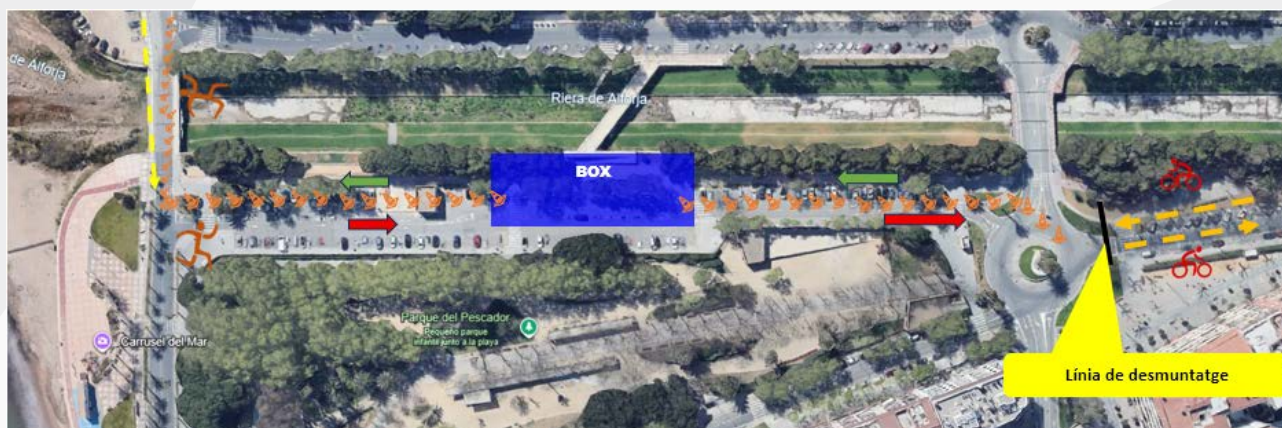 de Alforja
Riera de Alforja
BOX
Parque del Pescador
Pequeño parque
infantil junto a la playa
Carrusel del Mar
Línia de desmuntatge